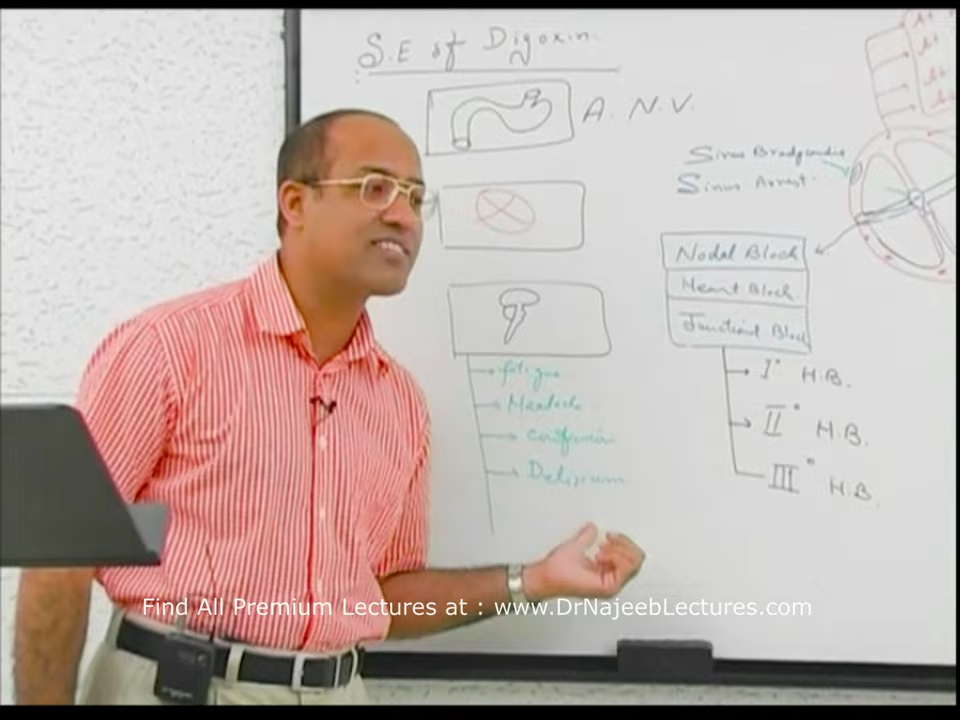 S.E of Digoxin
A. N. V.
Sinus Bradycardia
Sinus Arrest
Nodal Block
Heart Block
Junctional Block
fatigue
Confusion
Delirium
I° H.B.
II° H.B.
III° H.B.
Find All Premium Lectures at : www.DrNajeebLectures.com